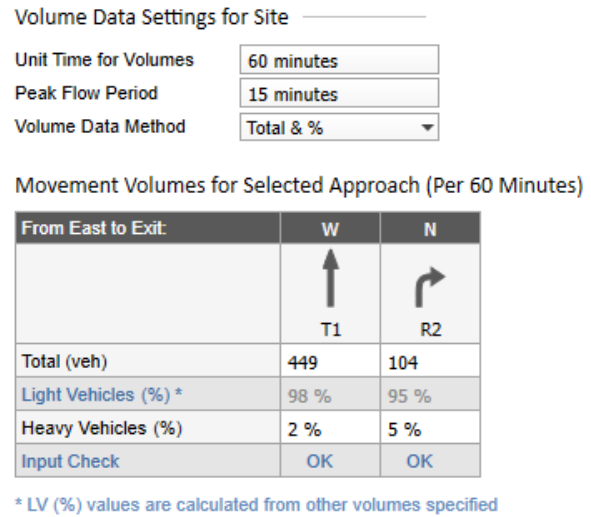 Volume Data Settings for Site
Unit Time for Volumes 60 minutes
Peak Flow Period 15 minutes
Volume Data Method Total & %
Movement Volumes for Selected Approach (Per 60 Minutes)
From East to Exit: W N
T1 R2
Total (veh) 449 104
Light Vehicles (%) * 98 % 95 %
Heavy Vehicles (%) 2 % 5 %
Input Check OK OK
* LV (%) values are calculated from other volumes specified